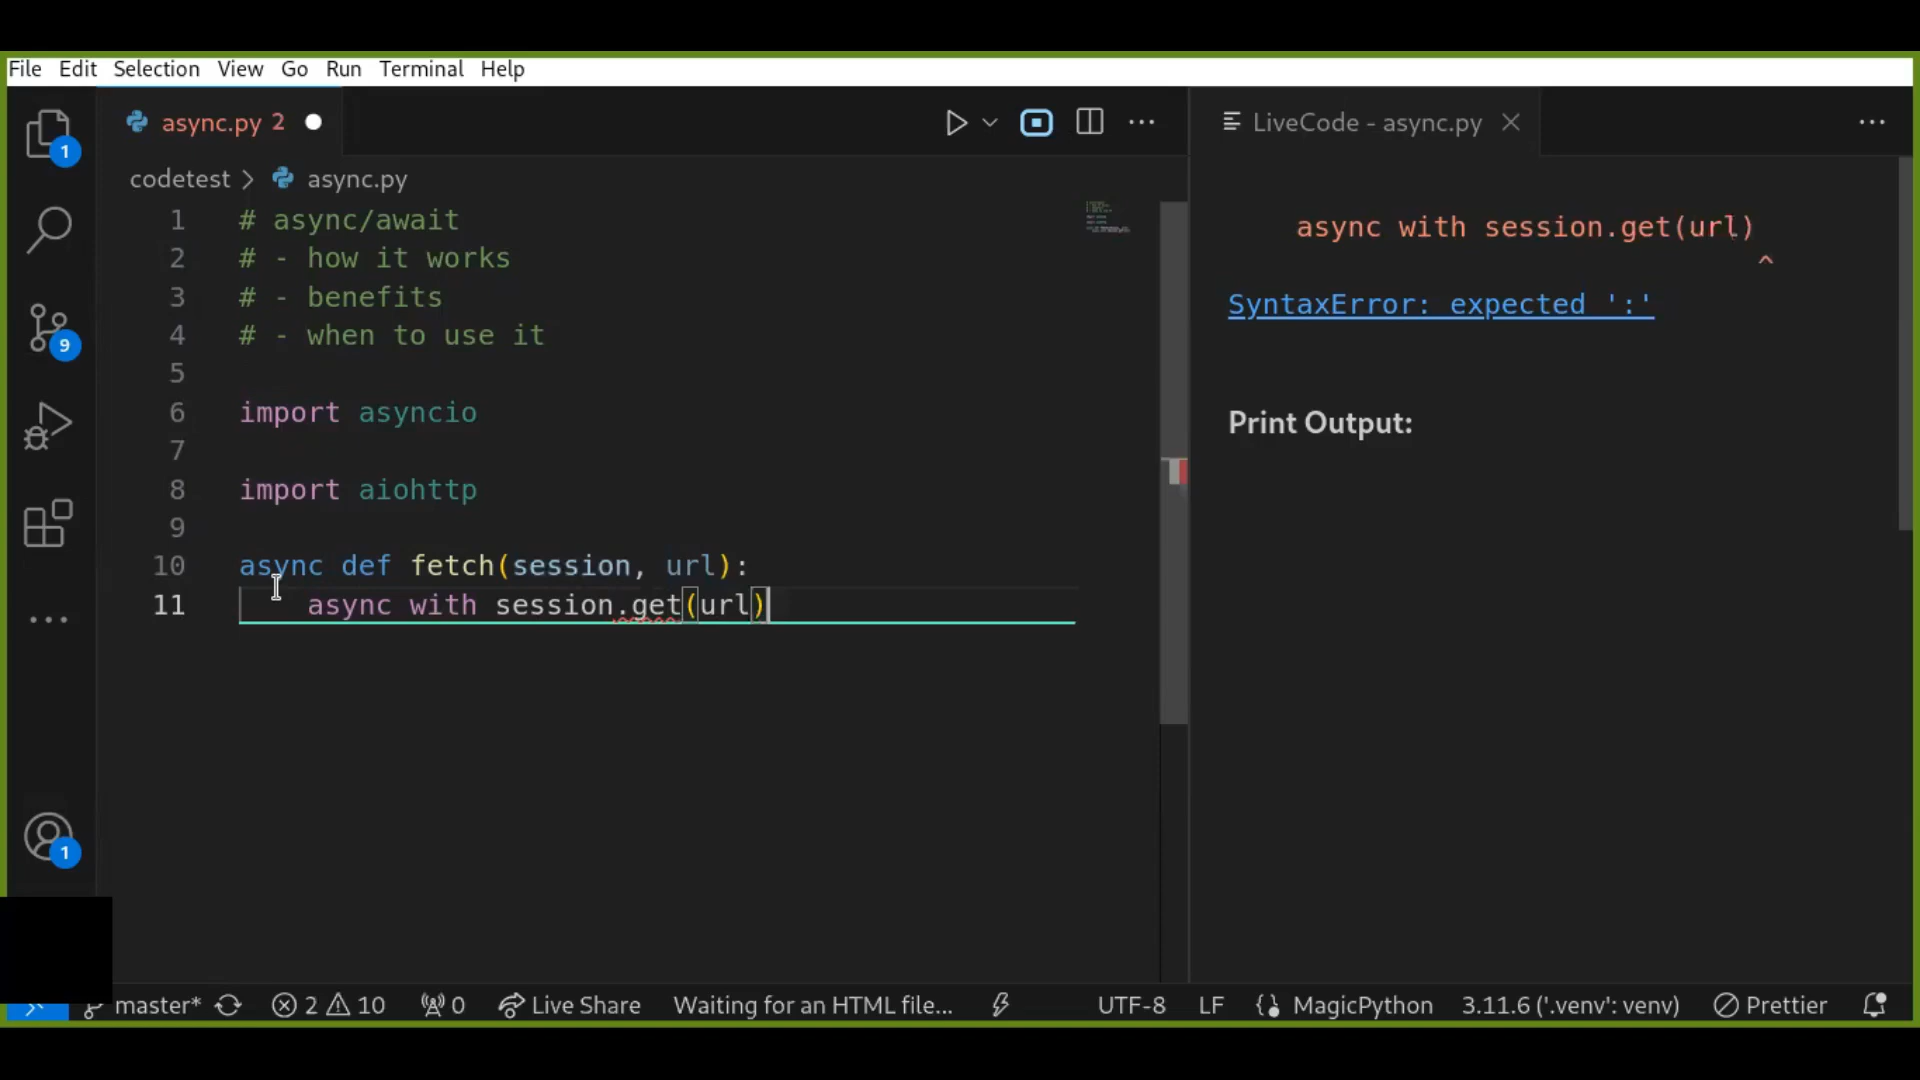 File Edit Selection View Go Run Terminal Help
async.py 2
LiveCode - async.py
codetest > async.py
1 # async/await
2 # - how it works
3 # - benefits
4 # - when to use it
5
6 import asyncio
7
8 import aiohttp
9
10 async def fetch(session, url):
11 async with session.get(url)
async with session.get(url)
^
SyntaxError: expected ':'
Print Output:
1
9
1
master* 2 10 0 Live Share Waiting for an HTML file... UTF-8 LF MagicPython 3.11.6 ('.venv': venv) Prettier